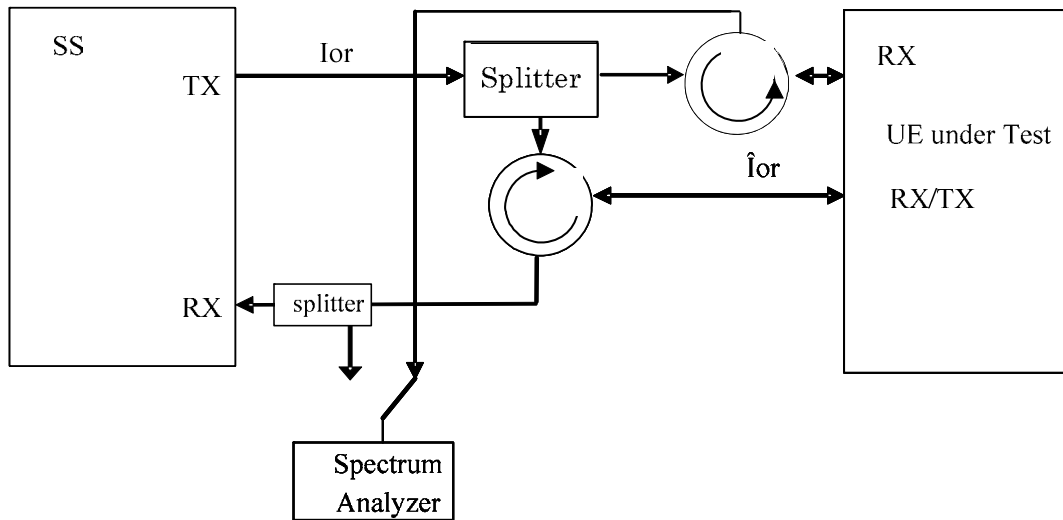 SS
Ior
TX
Splitter
RX
UE under Test
Îor
RX/TX
RX
splitter
Spectrum
Analyzer